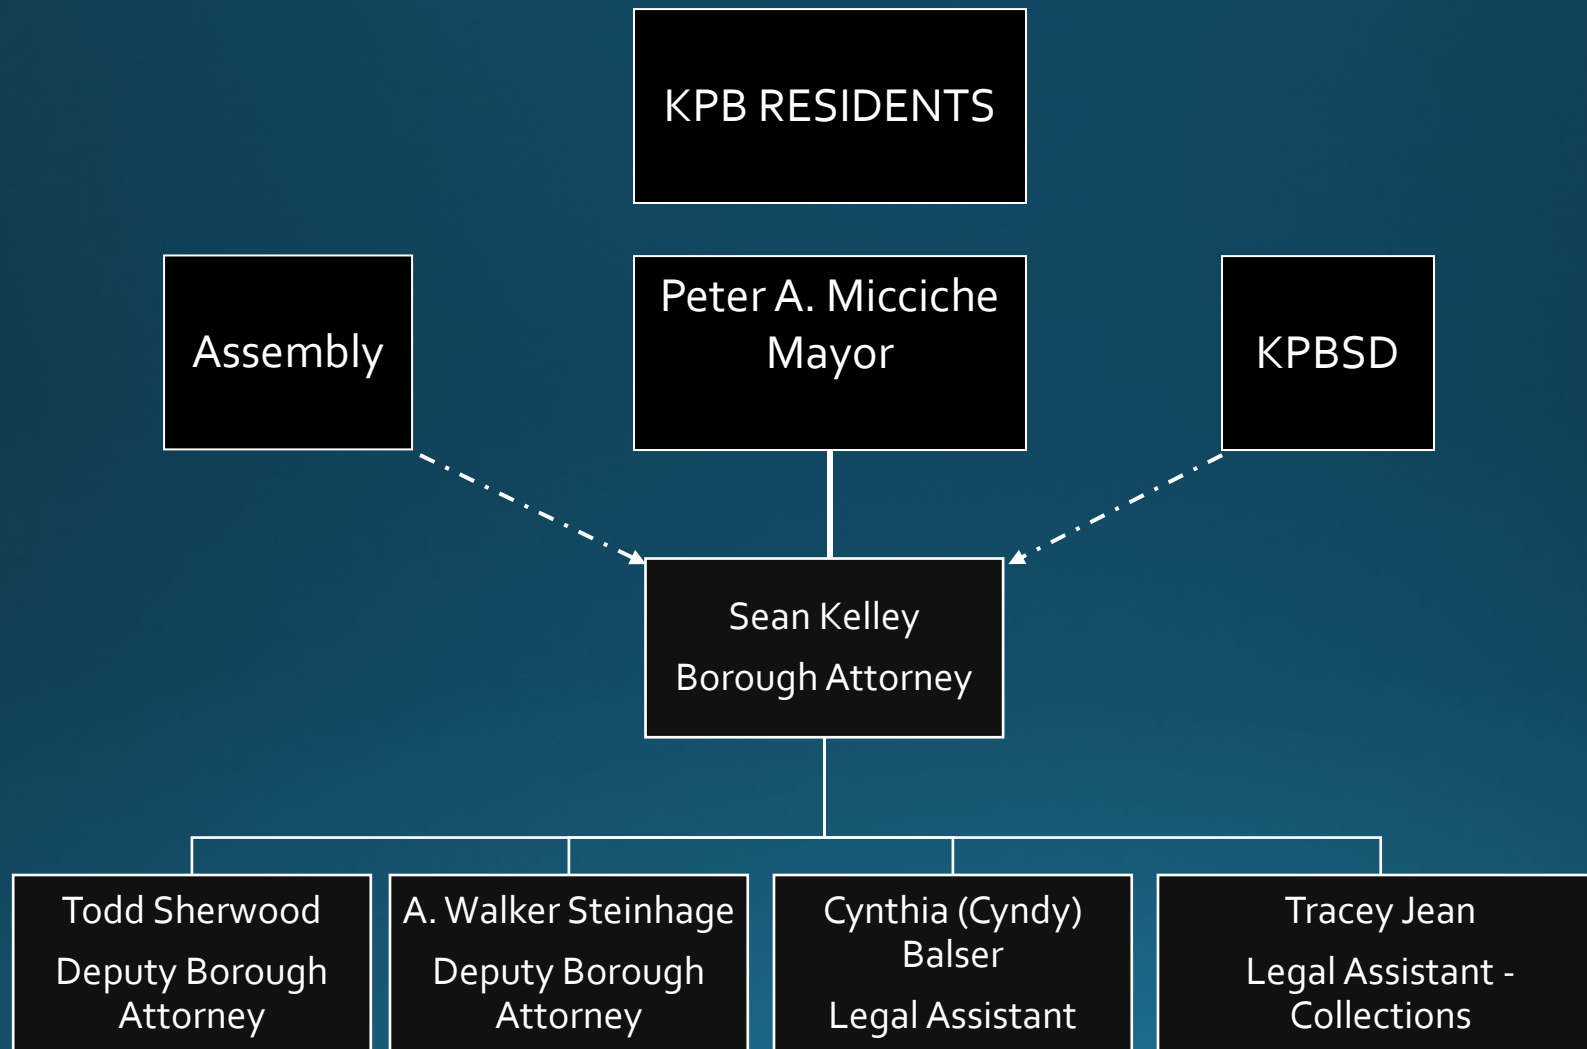 KPB RESIDENTS
Assembly
Peter A. Micciche
Mayor
KPBSD
Sean Kelley
Borough Attorney
Todd Sherwood
Deputy Borough
Attorney
A. Walker Steinhage
Deputy Borough
Attorney
Cynthia (Cyndy)
Balser
Legal Assistant
Tracey Jean
Legal Assistant -
Collections